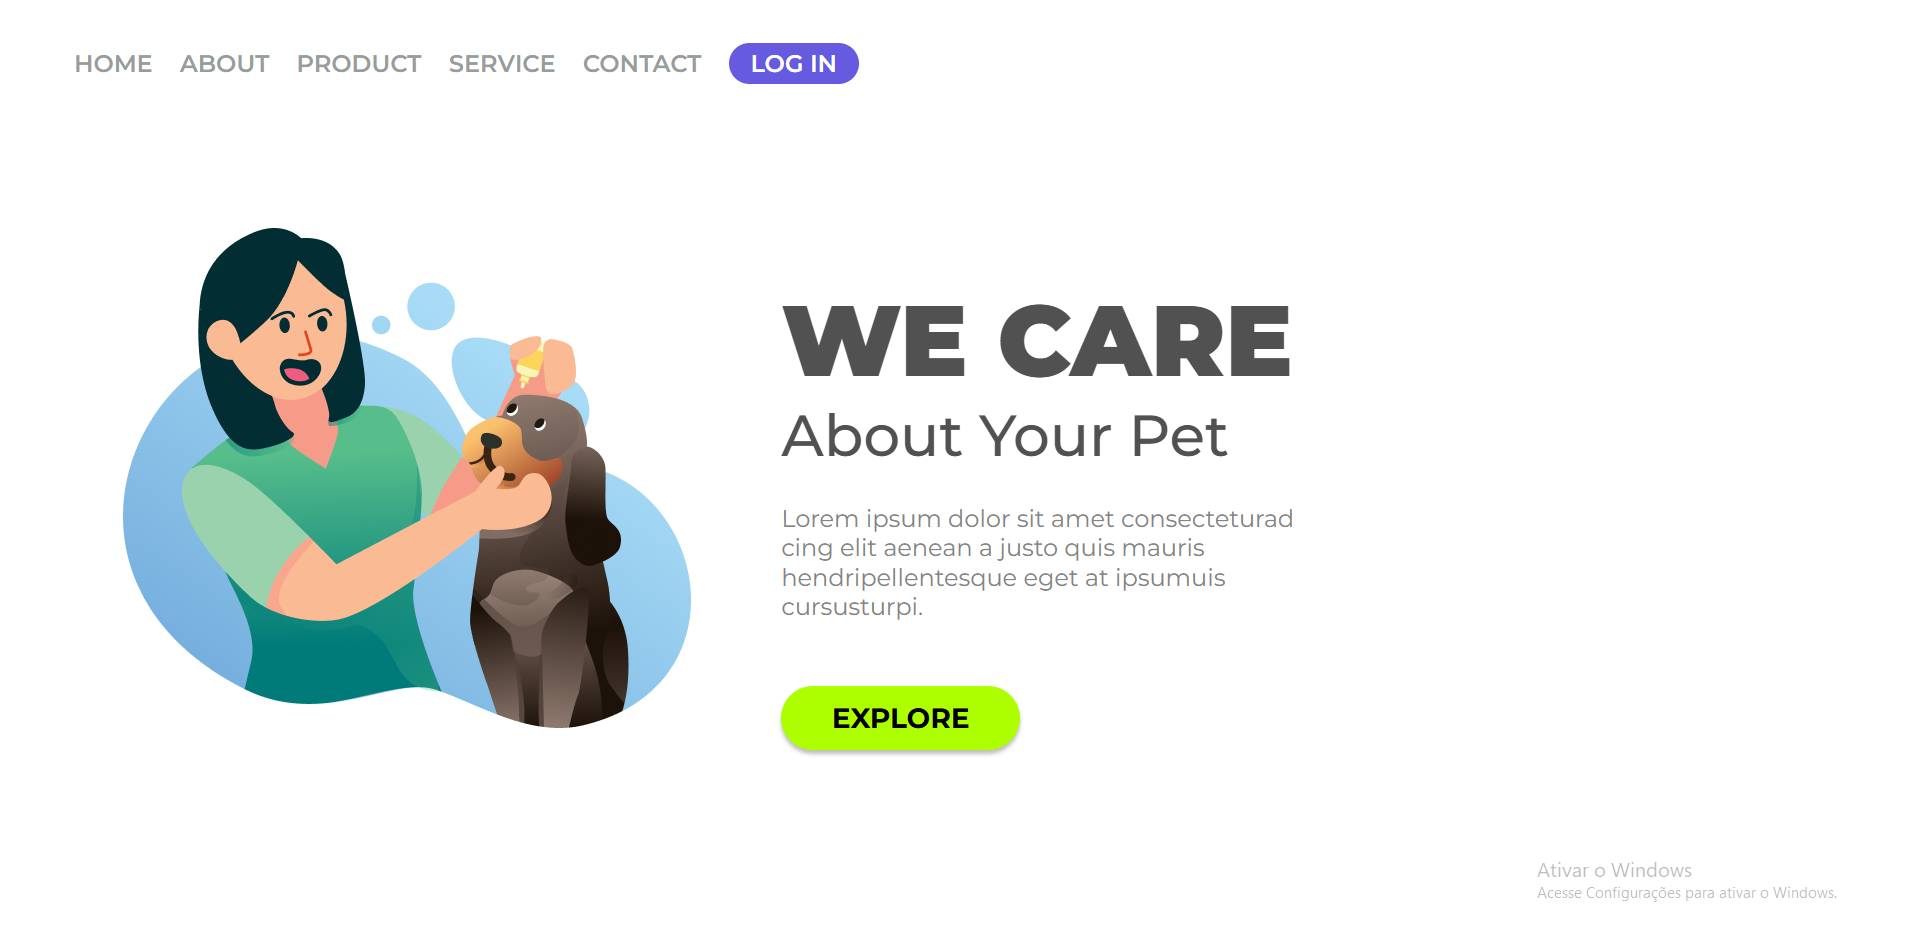 HOME ABOUT PRODUCT SERVICE CONTACT LOG IN
WE CARE
About Your Pet
Lorem ipsum dolor sit amet consecteturad
cing elit aenean a justo quis mauris
hendripellentesque eget at ipsumuis
cursusturpi.
EXPLORE
Ativar o Windows
Acesse Configurações para ativar o Windows.